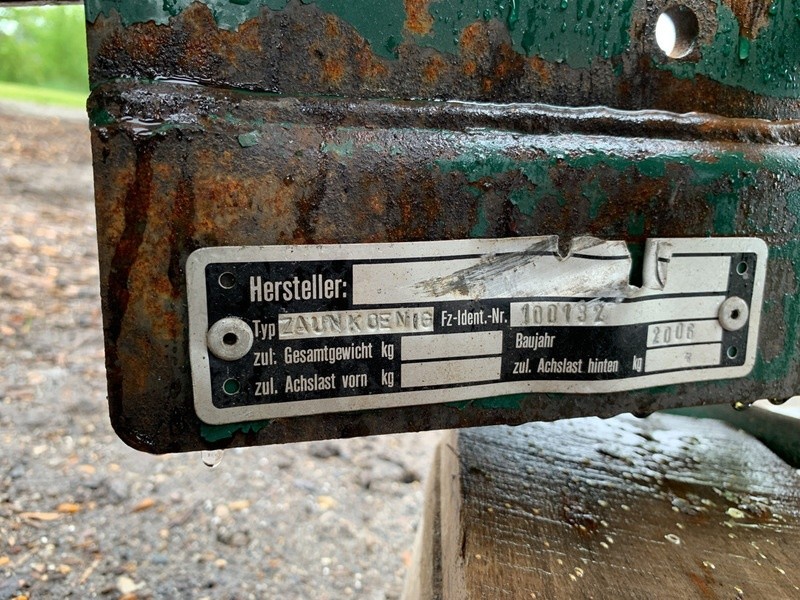 Hersteller:
Typ ZAUNKOENIG Fz-Ident.-Nr. 100132
zul: Gesamtgewicht kg Baujahr 2006
zul. Achslast vorn kg zul. Achslast hinten kg